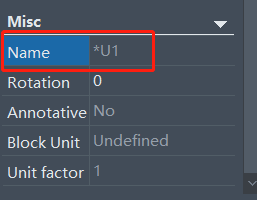 Misc
Name *U1
Rotation 0
Annotative No
Block Unit Undefined
Unit factor 1